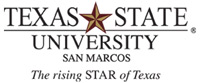 TEXAS STATE®
UNIVERSITY
SAN MARCOS
The rising STAR of Texas